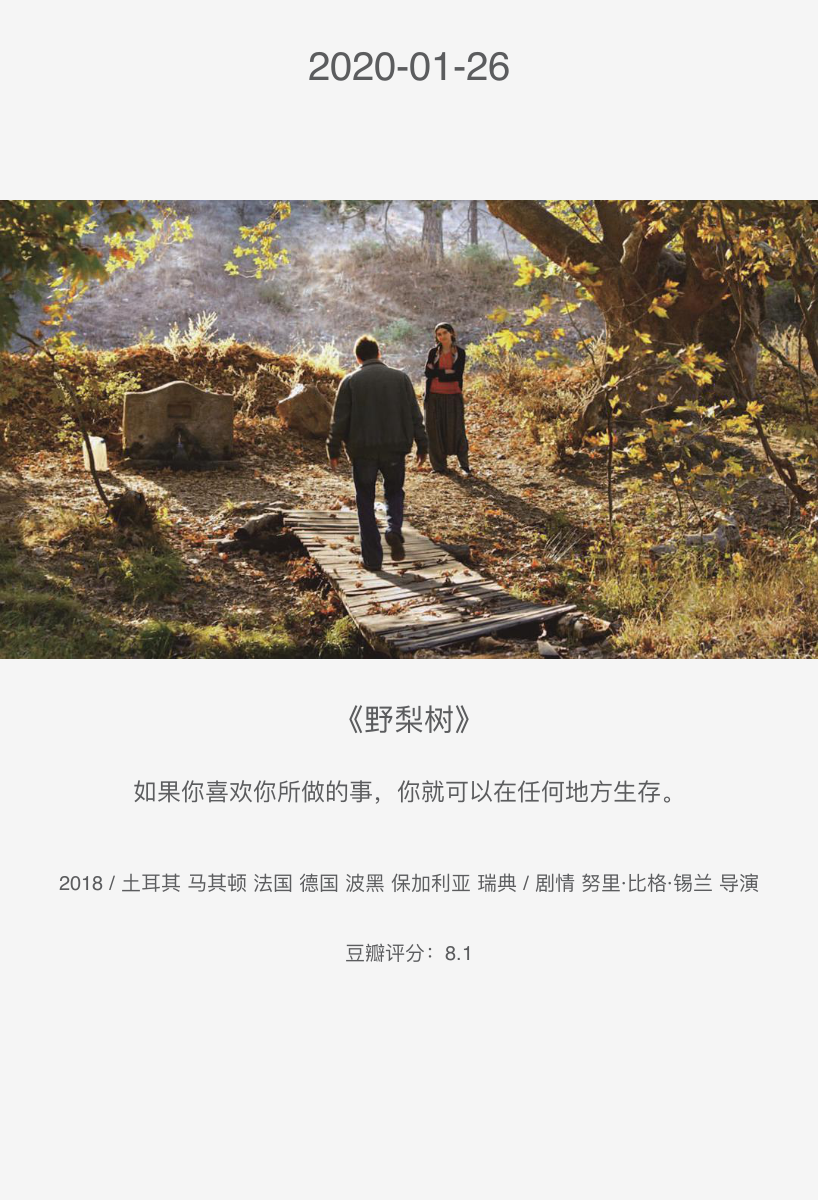 2020-01-26
《野梨树》
如果你喜欢你所做的事，你就可以在任何地方生存。
2018 / 土耳其 马其顿 法国 德国 波黑 保加利亚 瑞典 / 剧情 努里·比格·锡兰 导演
豆瓣评分：8.1